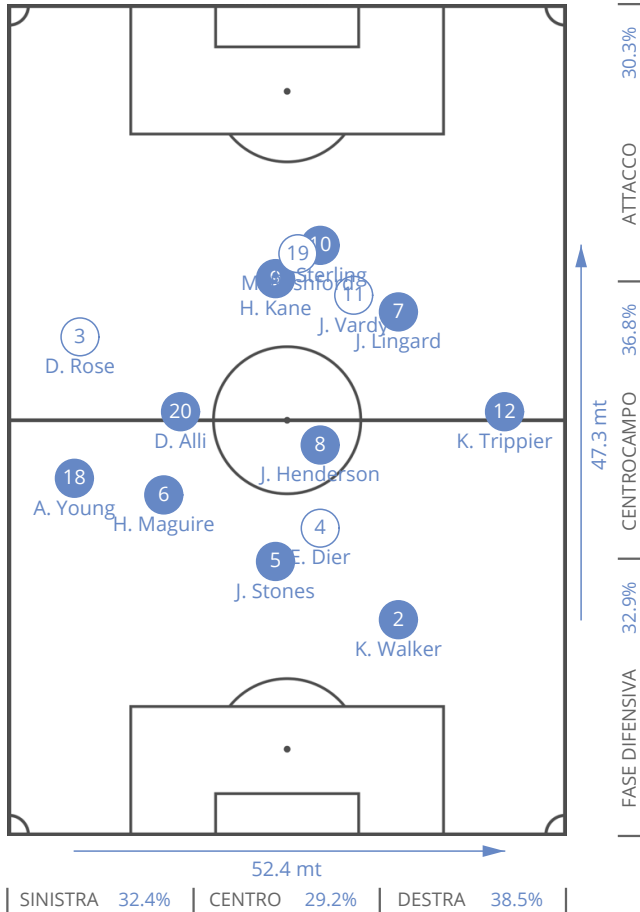 30.3%
ATTACCO
36.8%
CENTROCAMPO
32.9%
FASE DIFENSIVA
47.3 mt
10
19
Sterling
9
M. Rashford
H. Kane
11
J. Vardy
7
J. Lingard
3
D. Rose
20
D. Alli
12
K. Trippier
8
J. Henderson
18
A. Young
6
H. Maguire
4
E. Dier
5
J. Stones
2
K. Walker
52.4 mt
SINISTRA 32.4% CENTRO 29.2% DESTRA 38.5%